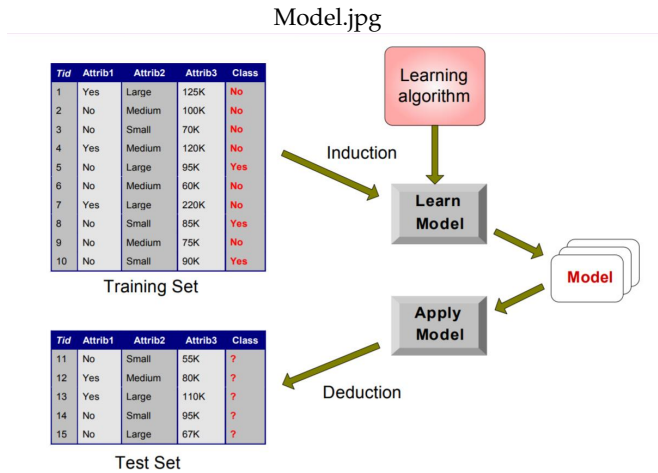 Model.jpg
Tid Attrib1 Attrib2 Attrib3 Class
1 Yes Large 125K No
2 No Medium 100K No
3 No Small 70K No
4 Yes Medium 120K No
5 No Large 95K Yes
6 No Medium 60K No
7 Yes Large 220K No
8 No Small 85K Yes
9 No Medium 75K No
10 No Small 90K Yes
Training Set
Learning
algorithm
Induction
Learn
Model
Model
Apply
Model
Deduction
Tid Attrib1 Attrib2 Attrib3 Class
11 No Small 55K ?
12 Yes Medium 80K ?
13 Yes Large 110K ?
14 No Small 95K ?
15 No Large 67K ?
Test Set